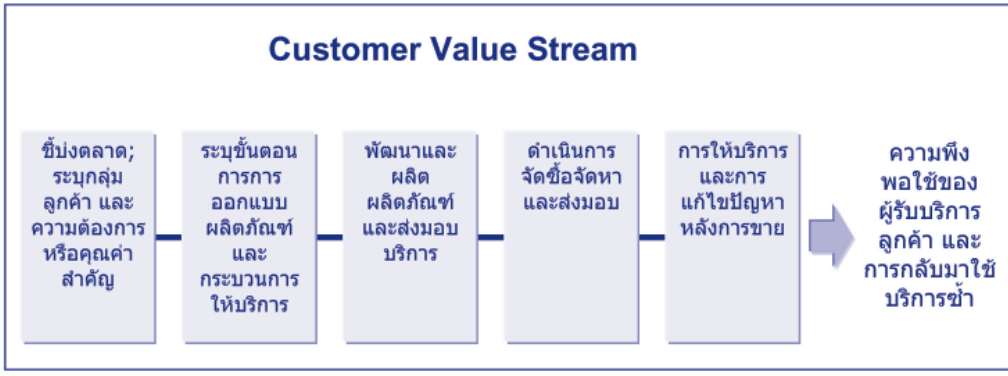 Customer Value Stream
ชี้บ่งตลาด;
ระบุกลุ่ม
ลูกค้า และ
ความต้องการ
หรือคุณค่า
สำคัญ
ระบุขั้นตอน
การการ
ออกแบบ
ผลิตภัณฑ์
และ
กระบวนการ
ให้บริการ
พัฒนาและ
ผลิต
ผลิตภัณฑ์
และส่งมอบ
บริการ
ดำเนินการ
จัดซื้อจัดหา
และส่งมอบ
การให้บริการ
และการ
แก้ไขปัญหา
หลังการขาย
ความพึง
พอใช้ของ
ผู้รับบริการ
ลูกค้า และ
การกลับมาใช้
บริการซ้ำ